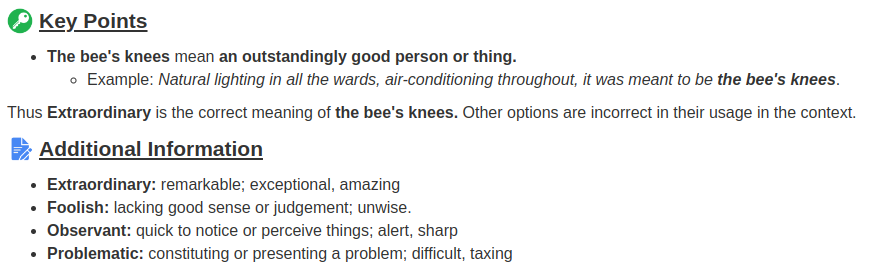 Key Points
The bee's knees mean an outstandingly good person or thing.
Example: Natural lighting in all the wards, air-conditioning throughout, it was meant to be the bee's knees.
Thus Extraordinary is the correct meaning of the bee's knees. Other options are incorrect in their usage in the context.
Additional Information
Extraordinary: remarkable; exceptional, amazing
Foolish: lacking good sense or judgement; unwise.
Observant: quick to notice or perceive things; alert, sharp
Problematic: constituting or presenting a problem; difficult, taxing